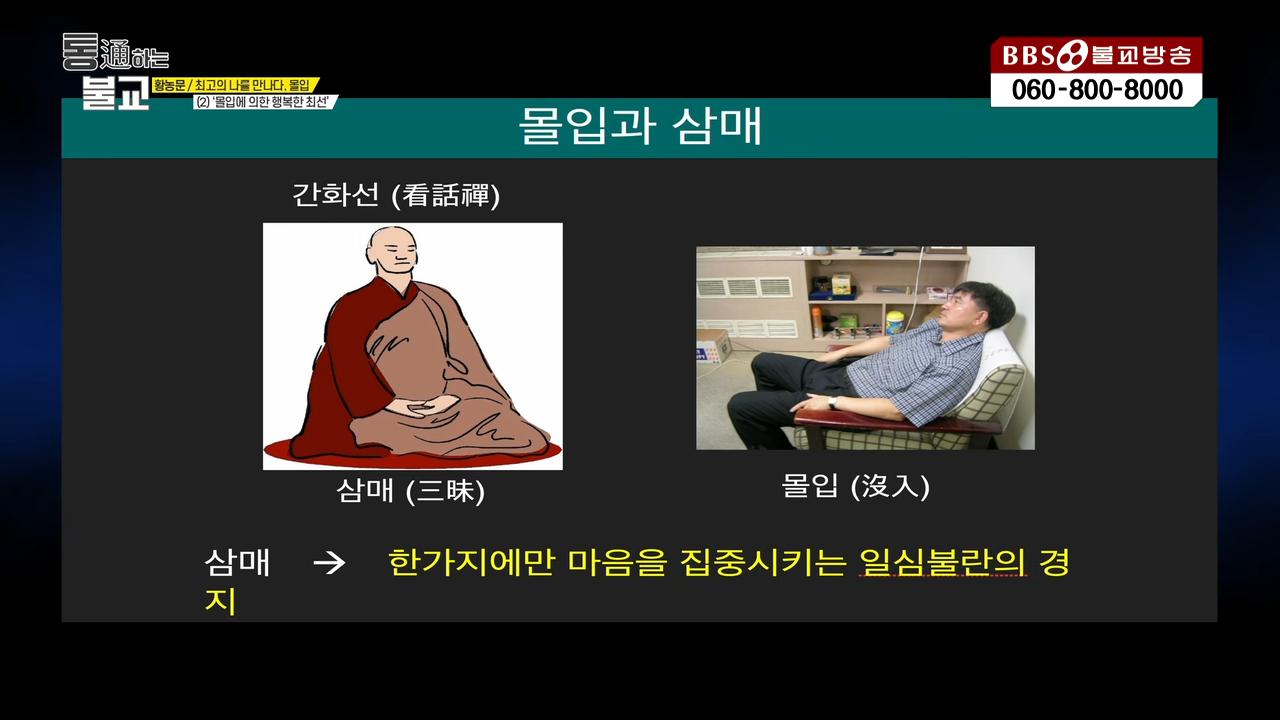 통通하는
불교
황농문 / 최고의 나를 만나다, 몰입
(2) '몰입에 의한 행복한 최선'
BBS 불교방송
060-800-8000
몰입과 삼매
간화선 (看話禪)
삼매 (三昧)
몰입 (沒入)
삼매 → 한가지에만 마음을 집중시키는 일심불란의 경
지